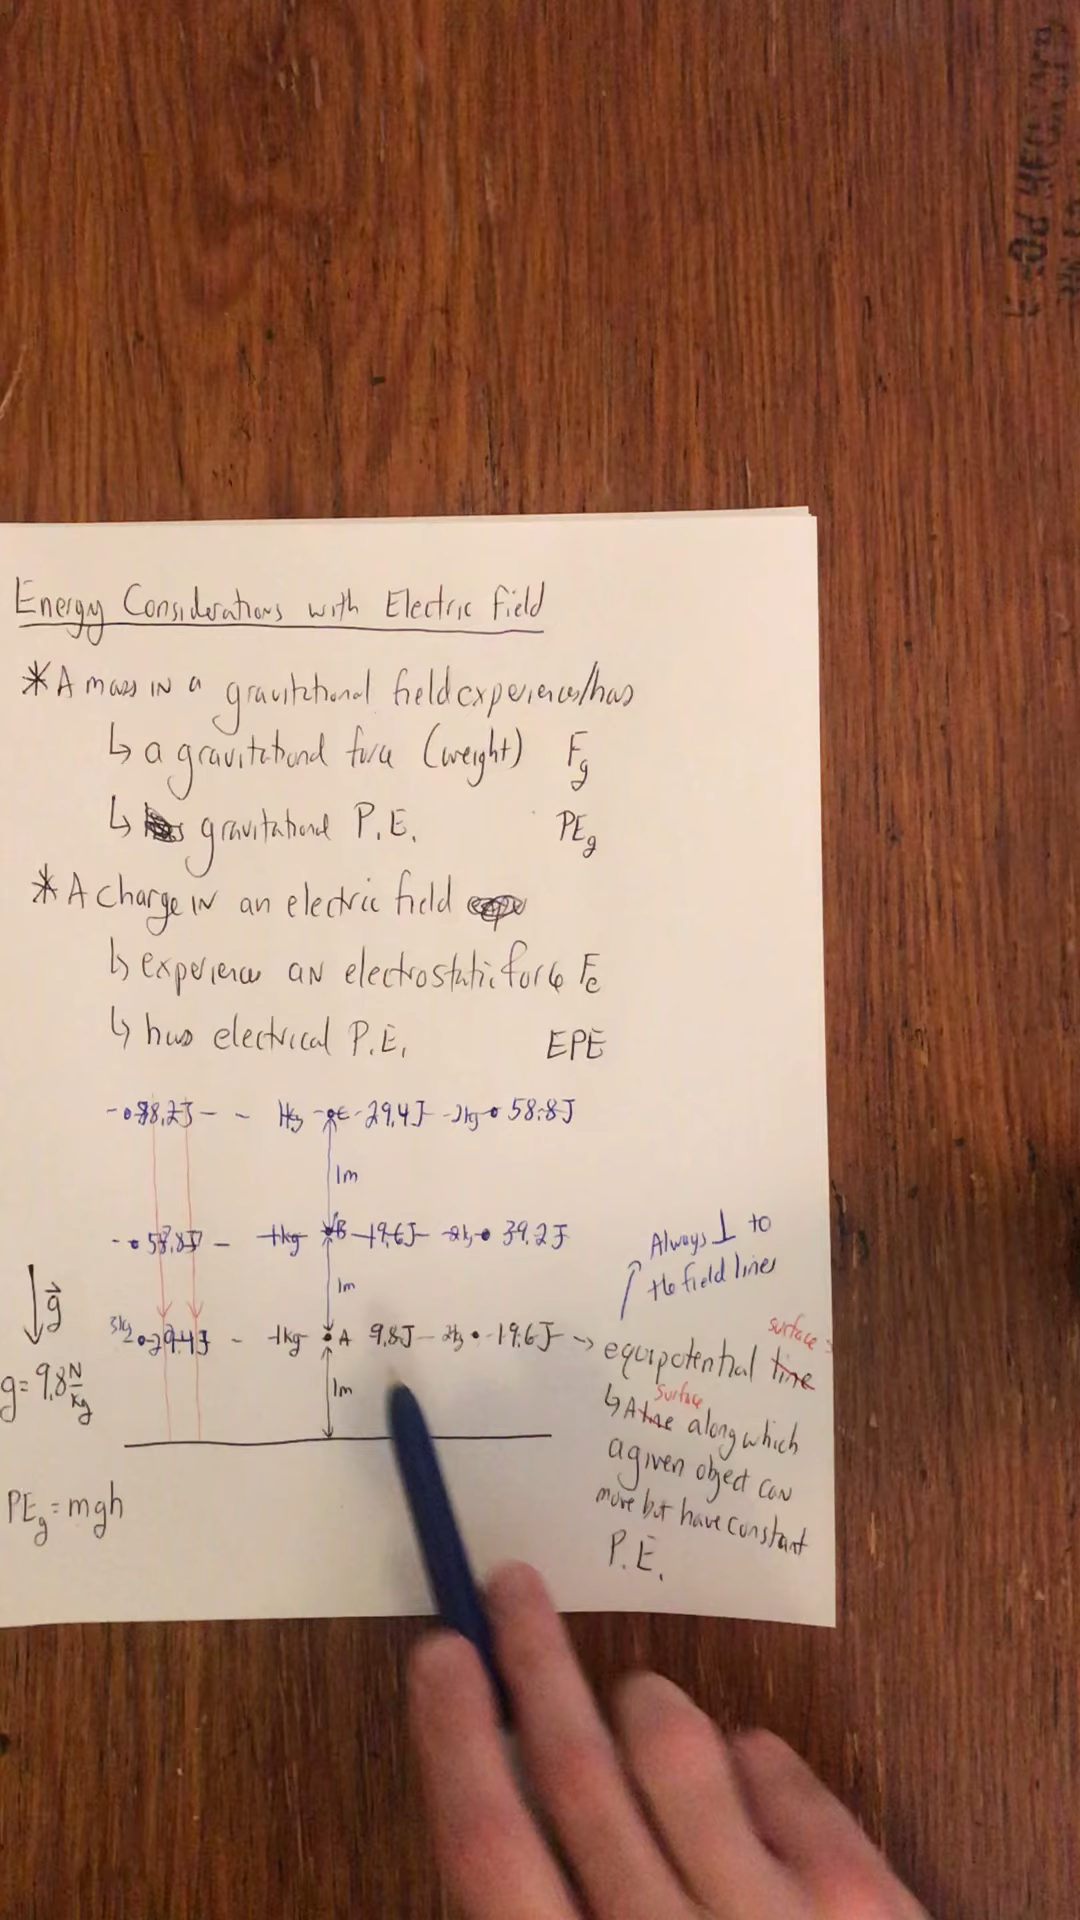 Energy Considerations with Electric Field
* A mass in a gravitational field experiences/has
↳ a gravitational force (weight) Fg
↳ gravitational P.E. PEg
* A charge in an electric field
↳ experience an electrostatic force Fe
↳ has electrical P.E. EPE
88.2J 1kg C 29.4J 2kg 58.8J
1m
58.8J 1kg B 19.6J 2kg 39.2J
1m
Always ⊥ to
the field lines
g
3kg 29.4J 1kg A 9.8J 2kg 19.6J → equipotential line surface
1m
g = 9.8 N/kg
↳ A line surface along which
a given object can
move but have constant
P.E.
PEg = mgh